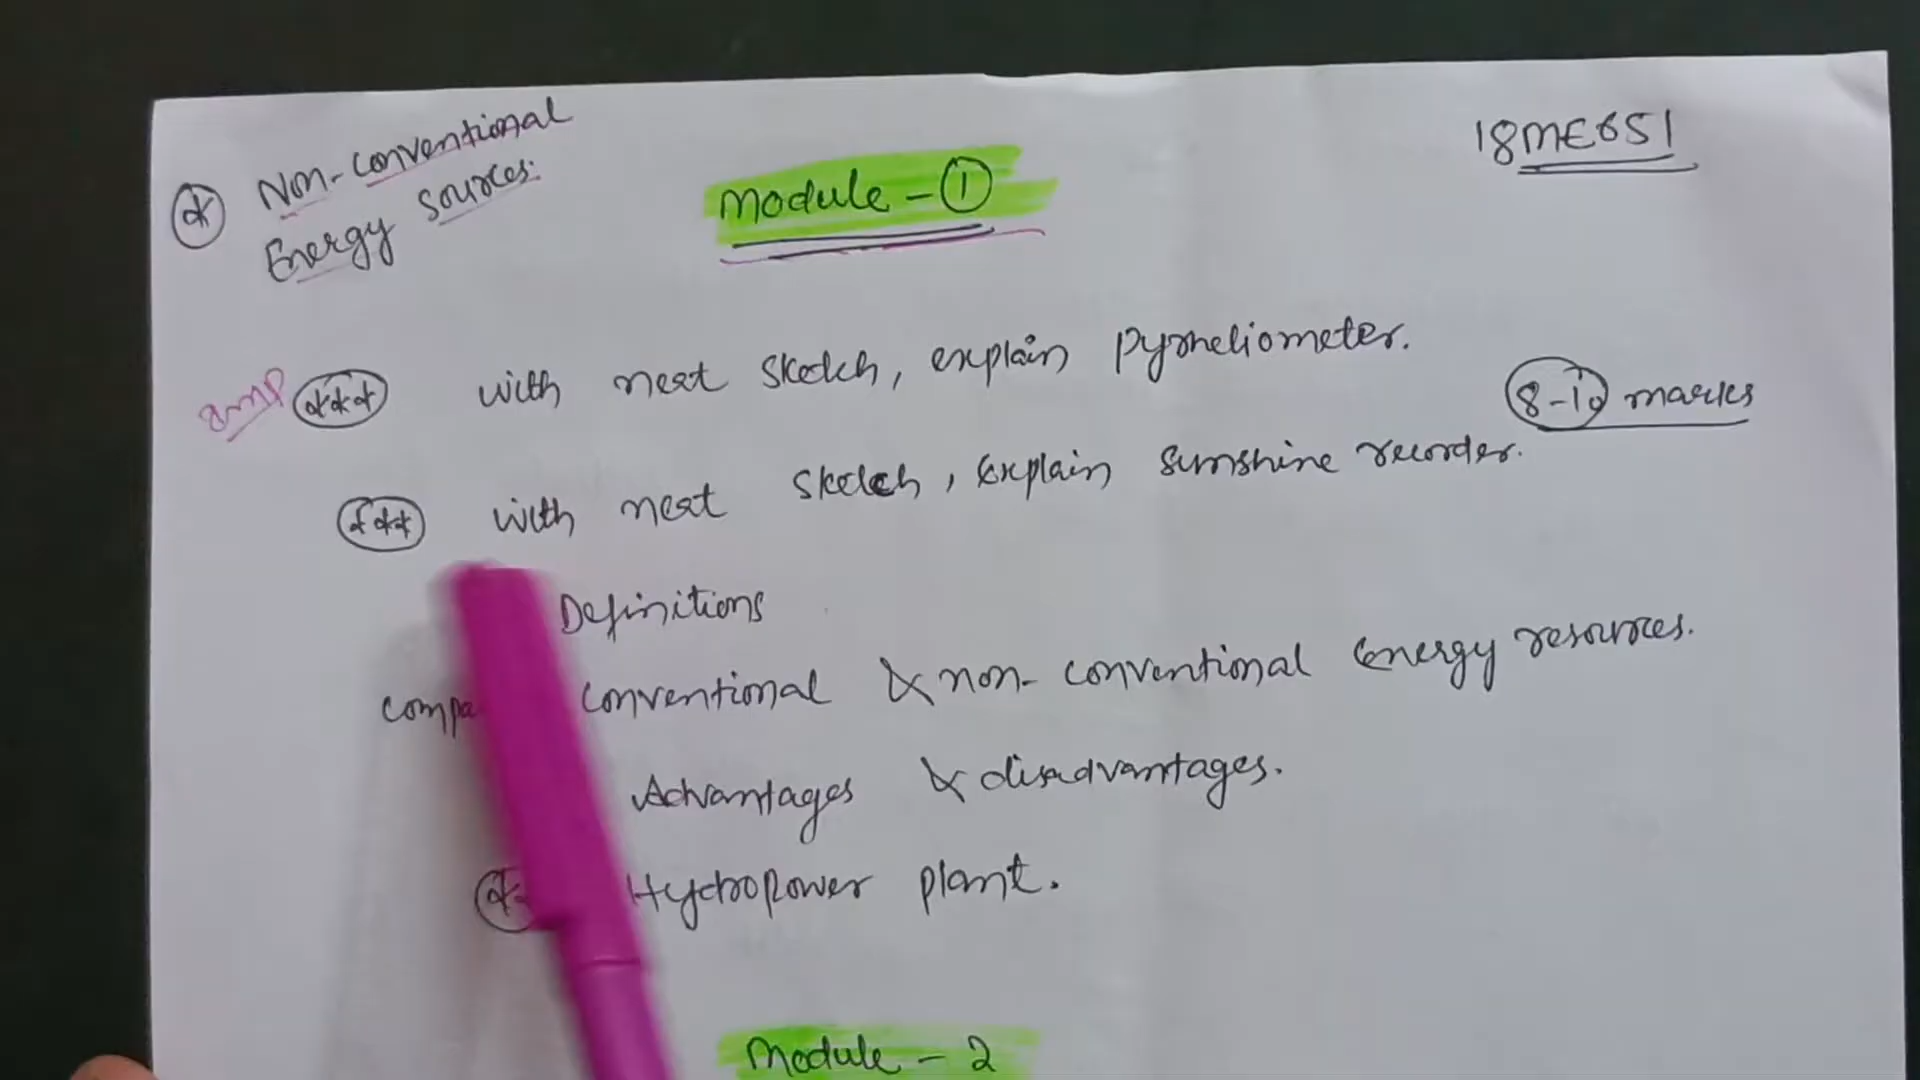 Non-conventional
Energy sources:
18ME651
Module - 1
Imp *** with neat sketch, explain pyrheliometer.
8-10 marks
*** with neat sketch, explain sunshine recorder.
Definitions
conventional & non-conventional energy resources.
Advantages & disadvantages.
Hydropower plant.
Module - 2